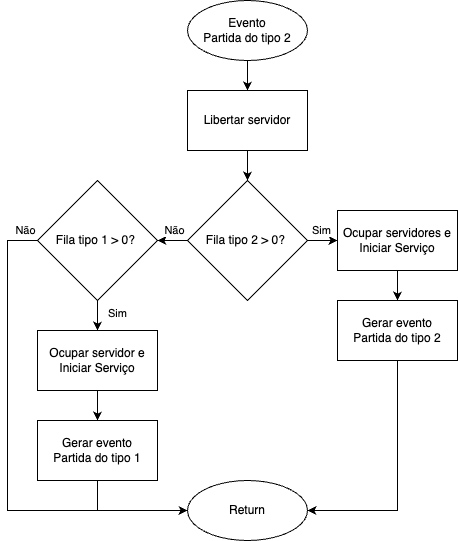 Evento
Partida do tipo 2
Libertar servidor
Não
Fila tipo 1 > 0?
Não
Fila tipo 2 > 0?
Sim
Ocupar servidores e
Iniciar Serviço
Sim
Gerar evento
Partida do tipo 2
Ocupar servidor e
Iniciar Serviço
Gerar evento
Partida do tipo 1
Return